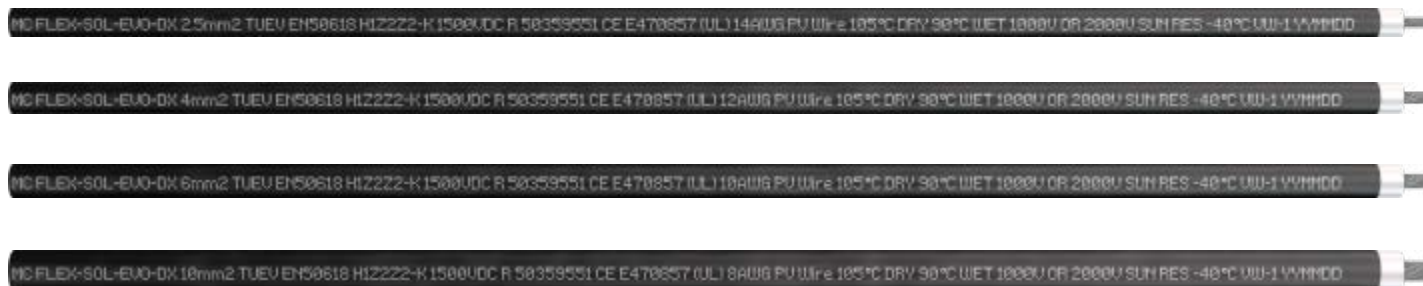 MC FLEX-SOL-EVO-DX 2.5mm2 TUEV EN50618 H1Z2Z2-K 1500VDC R 50359551 CE E470857 (UL) 14AWG PV Wire 105°C DRY 90°C WET 1000V OR 2000V SUN RES -40°C VW-1 YYMMDD
MC FLEX-SOL-EVO-DX 4mm2 TUEV EN50618 H1Z2Z2-K 1500VDC R 50359551 CE E470857 (UL) 12AWG PV Wire 105°C DRY 90°C WET 1000V OR 2000V SUN RES -40°C VW-1 YYMMDD
MC FLEX-SOL-EVO-DX 6mm2 TUEV EN50618 H1Z2Z2-K 1500VDC R 50359551 CE E470857 (UL) 10AWG PV Wire 105°C DRY 90°C WET 1000V OR 2000V SUN RES -40°C VW-1 YYMMDD
MC FLEX-SOL-EVO-DX 10mm2 TUEV EN50618 H1Z2Z2-K 1500VDC R 50359551 CE E470857 (UL) 8AWG PV Wire 105°C DRY 90°C WET 1000V OR 2000V SUN RES -40°C VW-1 YYMMDD